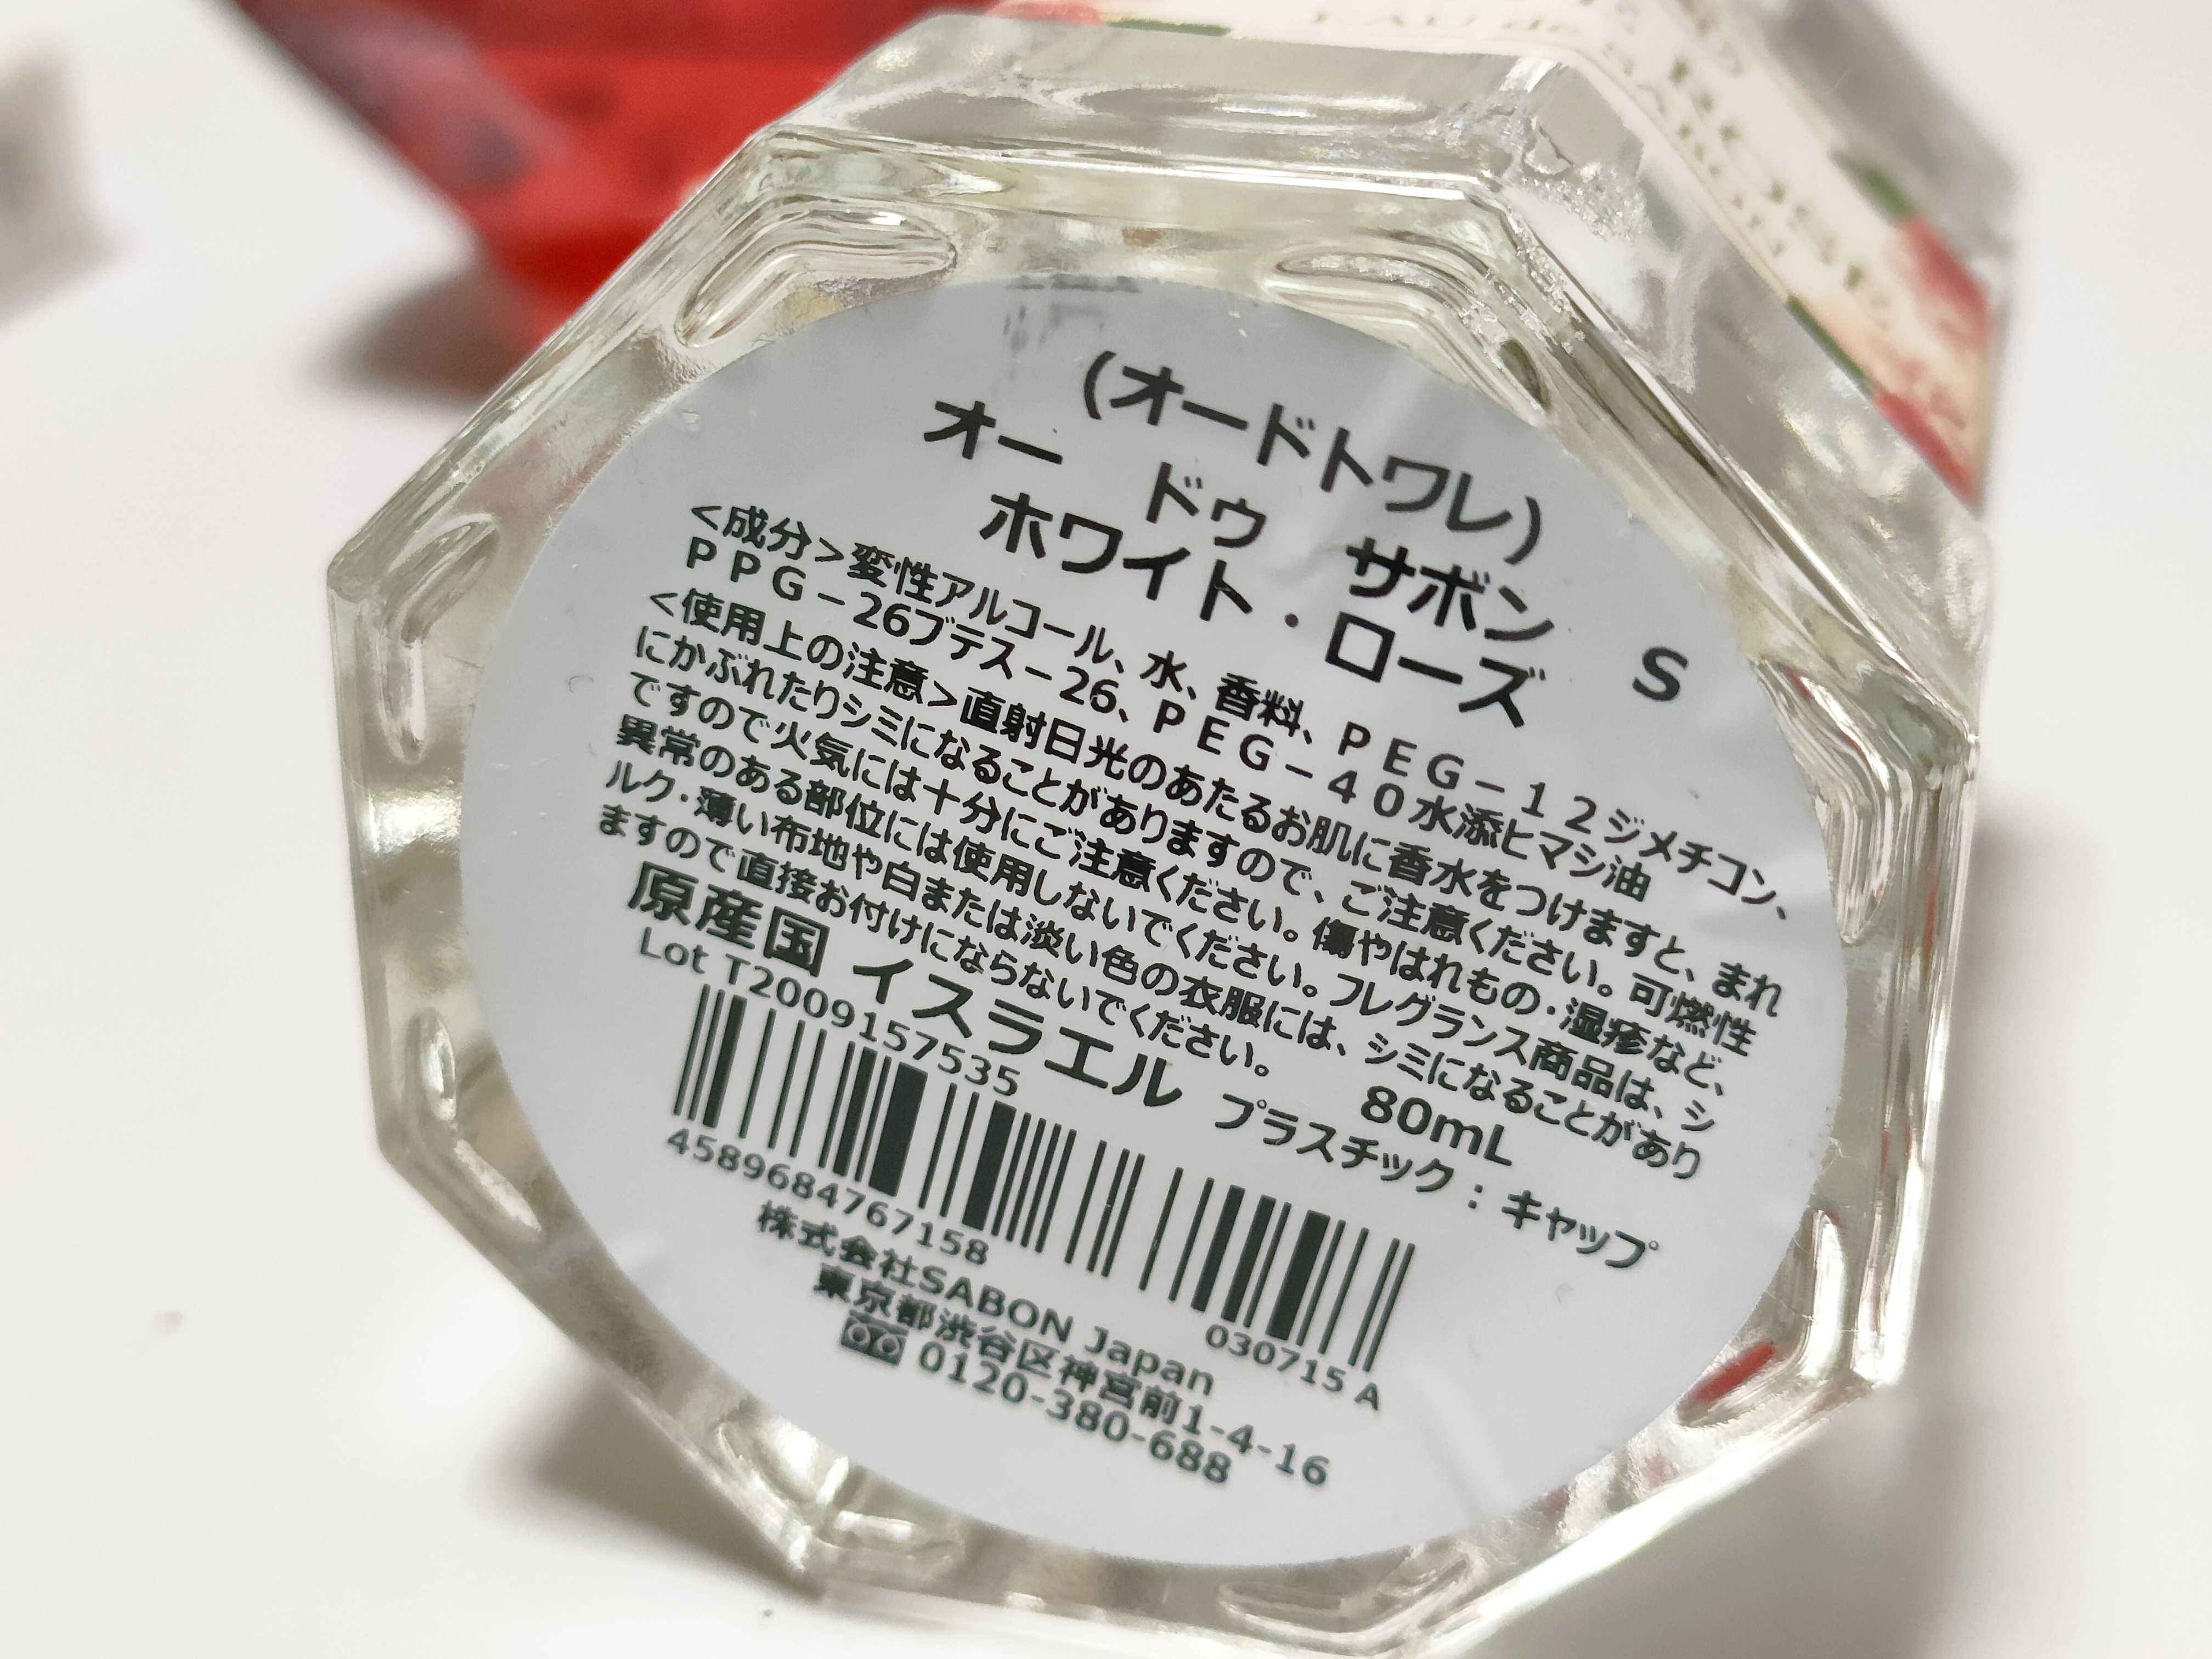 (オードトワレ)
オー ドゥ サボン S
ホワイト・ローズ
<成分>変性アルコール、水、香料、PEG-12ジメチコン、
PPG-26ブテス-26、PEG-40水添ヒマシ油
<使用上の注意>直射日光のあたるお肌に香水をつけますと、まれ
にかぶれたりシミになることがありますので、ご注意ください。可燃性
ですので火気には十分にご注意ください。傷やはれもの・湿疹など、
異常のある部位には使用しないでください。フレグランス商品は、シ
ルク・薄い布地や白または淡い色の衣服には、シミになることがあり
ますので直接お付けにならないでください。 80mL
原産国 イスラエル プラスチック:キャップ
Lot T2009157535
4589684767158
030715 A
株式会社SABON Japan
東京都渋谷区神宮前1-4-16
0120-380-688